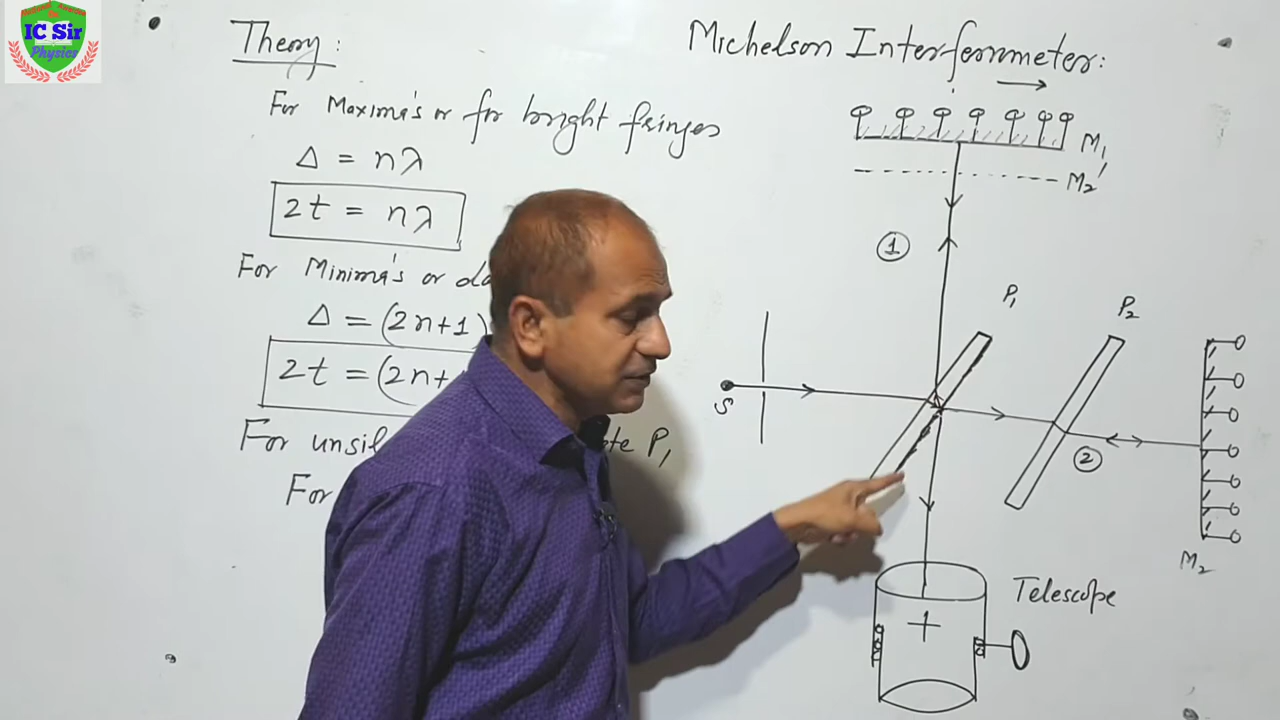 IC Sir
Physics
Theory:
For Maxima's or for bright fringes
Δ = nλ
2t = nλ
For Minima's or da
Δ = (2n+1)
2t = (2n+
For unsil
P1
For
Michelson Interferometer:
M1
M2'
1
P1
P2
S
2
M2
Telescope